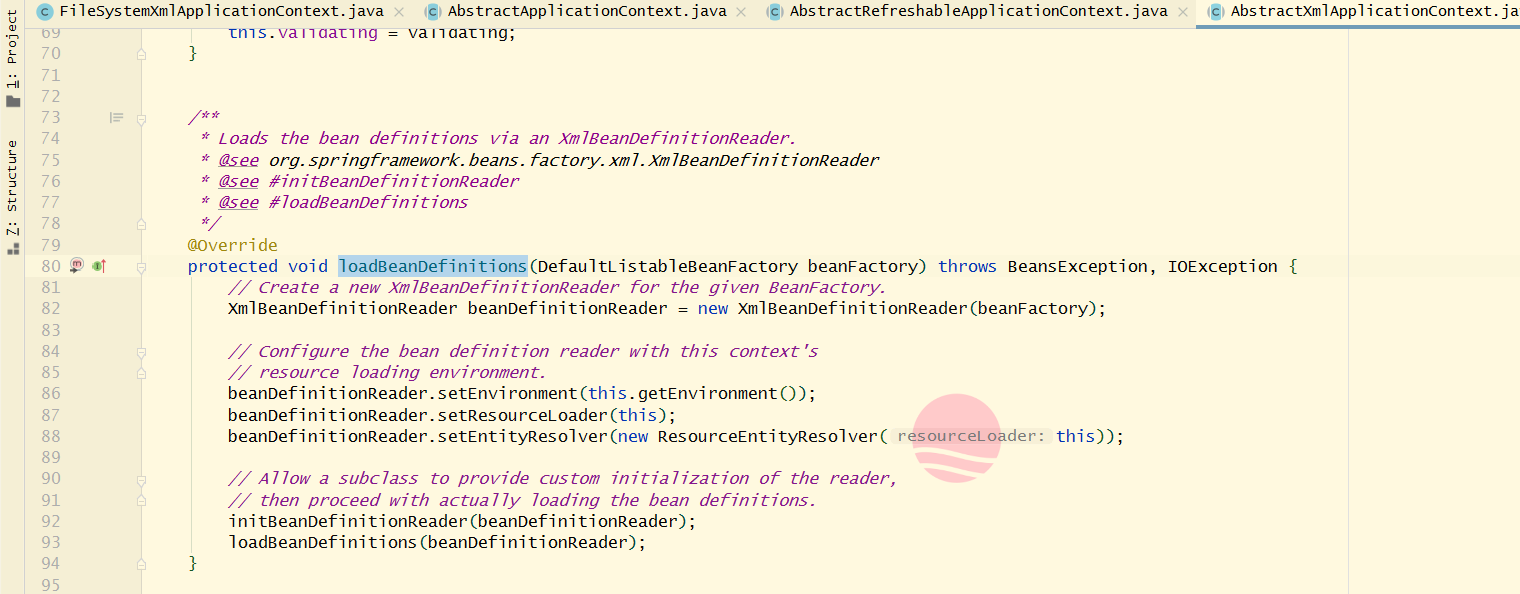 FileSystemXmlApplicationContext.java
AbstractApplicationContext.java
AbstractRefreshableApplicationContext.java
AbstractXmlApplicationContext.ja
1: Project
7: Structure
69 this.validating = validating;
70 }
71
72
73 /**
74 * Loads the bean definitions via an XmlBeanDefinitionReader.
75 * @see org.springframework.beans.factory.xml.XmlBeanDefinitionReader
76 * @see #initBeanDefinitionReader
77 * @see #loadBeanDefinitions
78 */
79 @Override
80 protected void loadBeanDefinitions(DefaultListableBeanFactory beanFactory) throws BeansException, IOException {
81 // Create a new XmlBeanDefinitionReader for the given BeanFactory.
82 XmlBeanDefinitionReader beanDefinitionReader = new XmlBeanDefinitionReader(beanFactory);
83
84 // Configure the bean definition reader with this context's
85 // resource loading environment.
86 beanDefinitionReader.setEnvironment(this.getEnvironment());
87 beanDefinitionReader.setResourceLoader(this);
88 beanDefinitionReader.setEntityResolver(new ResourceEntityResolver( resourceLoader: this));
89
90 // Allow a subclass to provide custom initialization of the reader,
91 // then proceed with actually loading the bean definitions.
92 initBeanDefinitionReader(beanDefinitionReader);
93 loadBeanDefinitions(beanDefinitionReader);
94 }
95